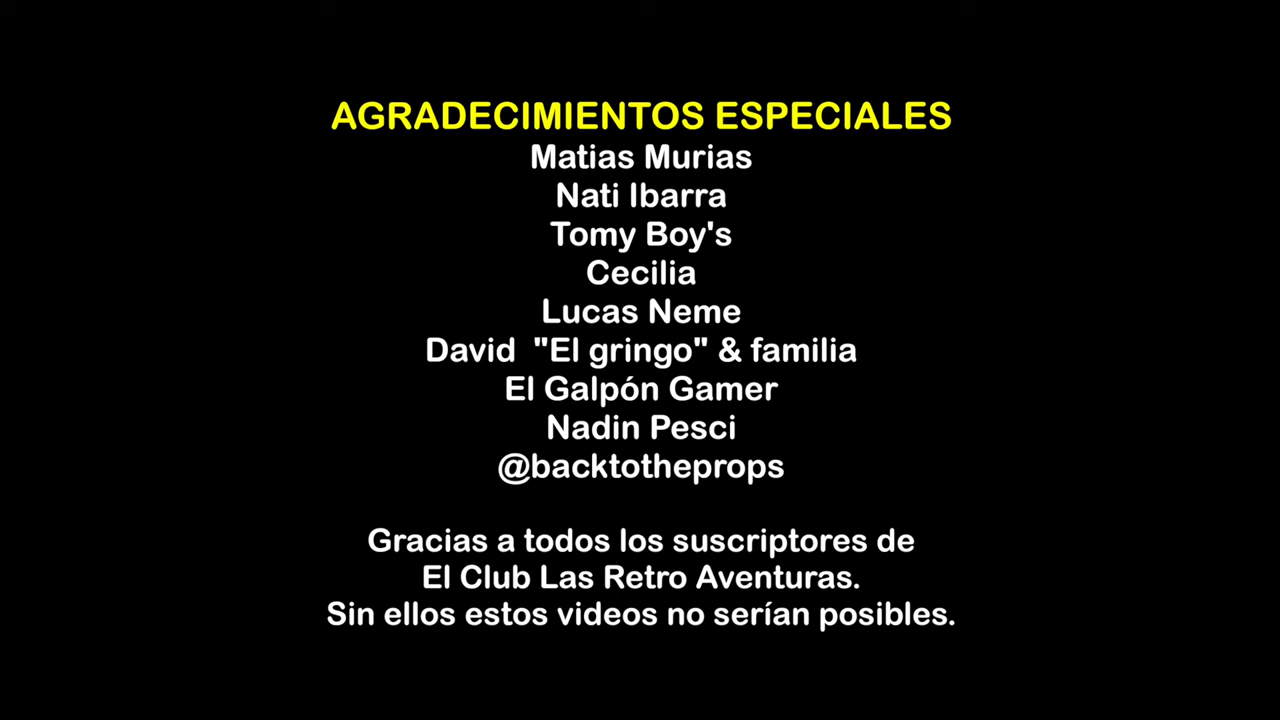 AGRADECIMIENTOS ESPECIALES
Matias Murias
Nati Ibarra
Tomy Boy's
Cecilia
Lucas Neme
David  "El gringo" & familia
El Galpón Gamer
Nadin Pesci
@backtotheprops
Gracias a todos los suscriptores de
El Club Las Retro Aventuras.
Sin ellos estos videos no serían posibles.